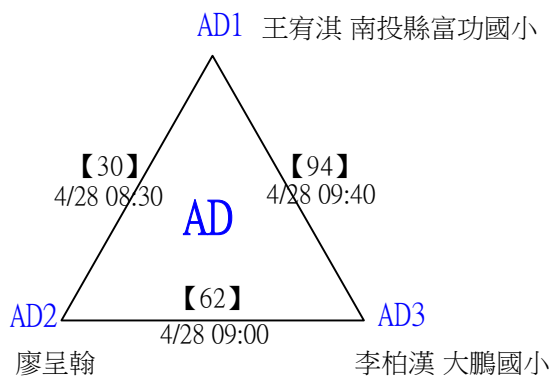 AD1 王宥淇 南投縣富功國小
【30】
4/28 08:30
【94】
4/28 09:40
AD
【62】
4/28 09:00
AD2
AD3
廖呈翰
李柏漢 大鵬國小